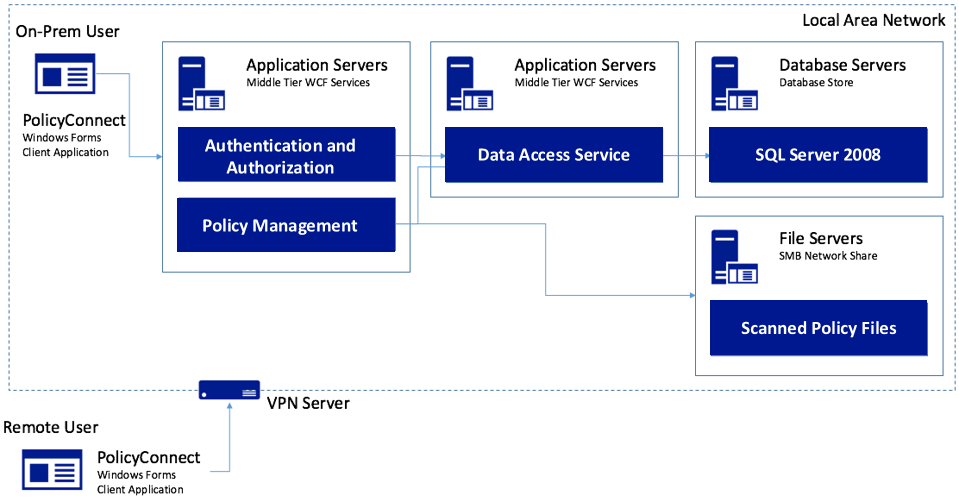 Local Area Network
On-Prem User
PolicyConnect
Windows Forms
Client Application
Application Servers
Middle Tier WCF Services
Authentication and
Authorization
Policy Management
Application Servers
Middle Tier WCF Services
Data Access Service
Database Servers
Database Store
SQL Server 2008
File Servers
SMB Network Share
Scanned Policy Files
VPN Server
Remote User
PolicyConnect
Windows Forms
Client Application